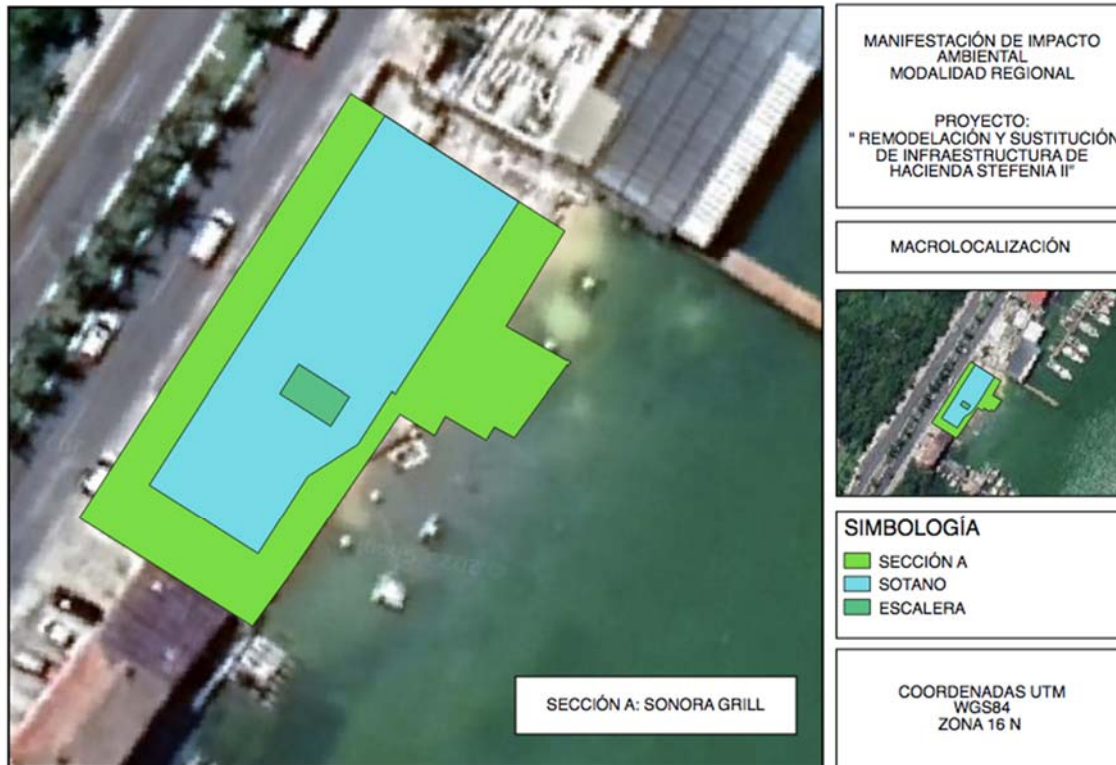 MANIFESTACIÓN DE IMPACTO
AMBIENTAL
MODALIDAD REGIONAL
PROYECTO:
" REMODELACIÓN Y SUSTITUCIÓN
DE INFRAESTRUCTURA DE
HACIENDA STEFENIA II"
MACROLOCALIZACIÓN
SIMBOLOGÍA
SECCIÓN A
SOTANO
ESCALERA
SECCIÓN A: SONORA GRILL
COORDENADAS UTM
WGS84
ZONA 16 N